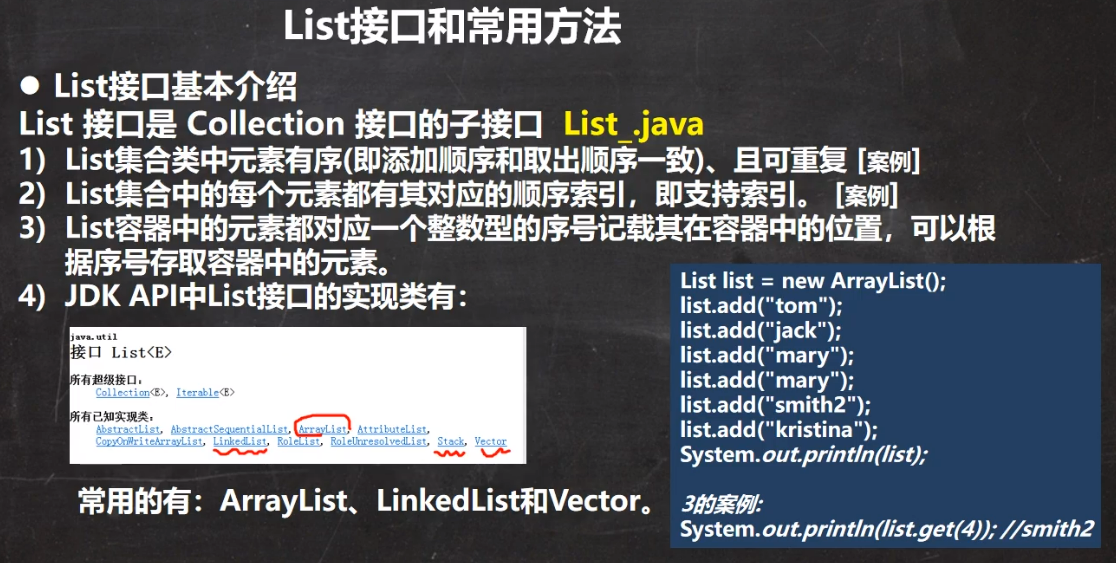 List接口和常用方法
● List接口基本介绍
List 接口是 Collection 接口的子接口 List_.java
1) List集合类中元素有序(即添加顺序和取出顺序一致)、且可重复 [案例]
2) List集合中的每个元素都有其对应的顺序索引，即支持索引。 [案例]
3) List容器中的元素都对应一个整数型的序号记载其在容器中的位置，可以根
据序号存取容器中的元素。
4) JDK API中List接口的实现类有：
java.util
接口 List<E>
所有超级接口：
Collection<E>, Iterable<E>
所有已知实现类：
AbstractList, AbstractSequentialList, ArrayList, AttributeList,
CopyOnWriteArrayList, LinkedList, RoleList, RoleUnresolvedList, Stack, Vector
常用的有：ArrayList、LinkedList和Vector。
List list = new ArrayList();
list.add("tom");
list.add("jack");
list.add("mary");
list.add("mary");
list.add("smith2");
list.add("kristina");
System.out.println(list);
3的案例:
System.out.println(list.get(4)); //smith2